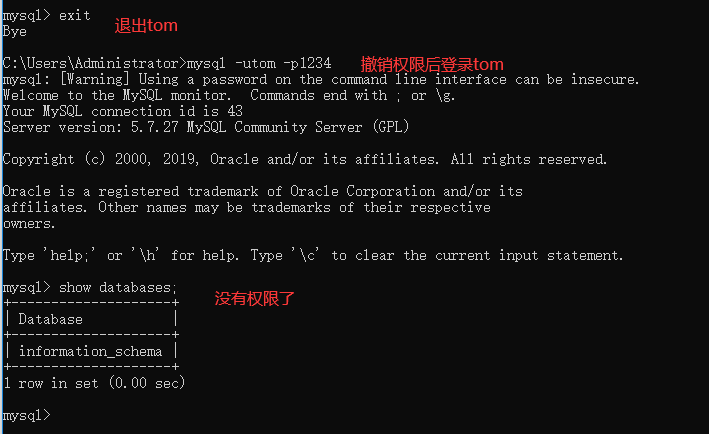 mysql> exit
Bye
退出tom
C:\Users\Administrator>mysql -utom -p1234 撤销权限后登录tom
mysql: [Warning] Using a password on the command line interface can be insecure.
Welcome to the MySQL monitor.  Commands end with ; or \g.
Your MySQL connection id is 43
Server version: 5.7.27 MySQL Community Server (GPL)
Copyright (c) 2000, 2019, Oracle and/or its affiliates. All rights reserved.
Oracle is a registered trademark of Oracle Corporation and/or its
affiliates. Other names may be trademarks of their respective
owners.
Type 'help;' or '\h' for help. Type '\c' to clear the current input statement.
mysql> show databases;
没有权限了
+--------------------+
| Database           |
+--------------------+
| information_schema |
+--------------------+
1 row in set (0.00 sec)
mysql>